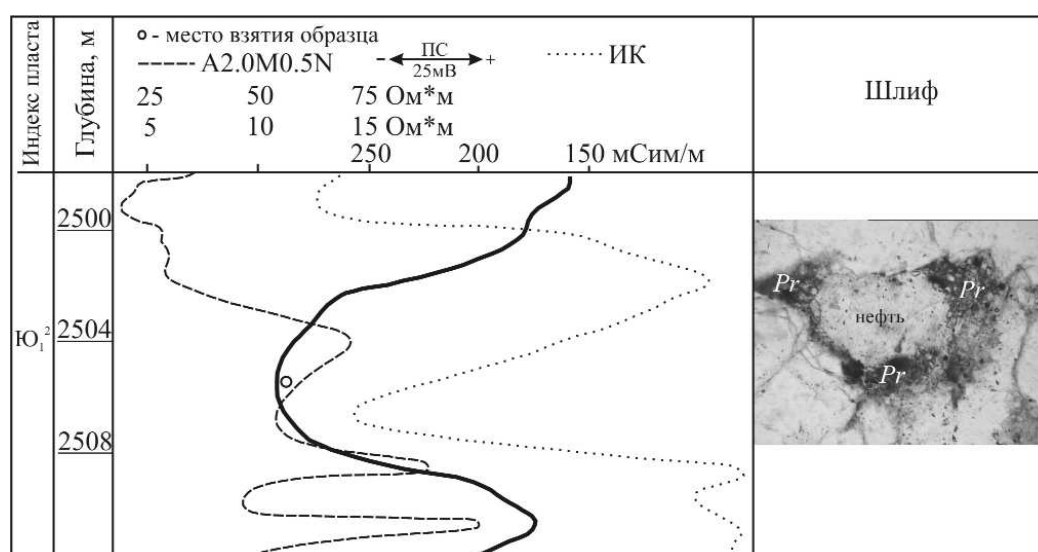 Индекс пласта
Глубина, м
о - место взятия образца
A2.0M0.5N
- ПС +
25мВ
ИК
25 50 75 Ом*м
5 10 15 Ом*м
250 200 150 мСим/м
Шлиф
2500
2504
2508
Ю₁²
Pr
Pr
нефть
Pr